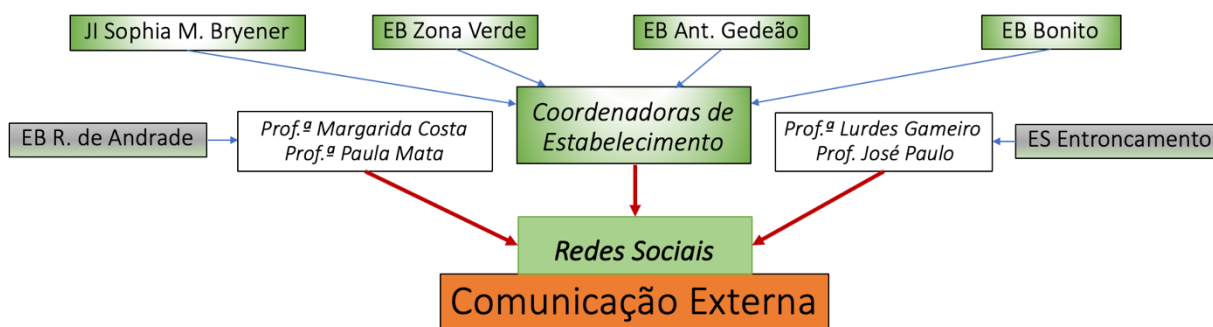 JI Sophia M. Bryener
EB Zona Verde
EB Ant. Gedeão
EB Bonito
Coordenadoras de
Estabelecimento
EB R. de Andrade
Prof.ª Margarida Costa
Prof.ª Paula Mata
Prof.ª Lurdes Gameiro
Prof. José Paulo
ES Entroncamento
Redes Sociais
Comunicação Externa